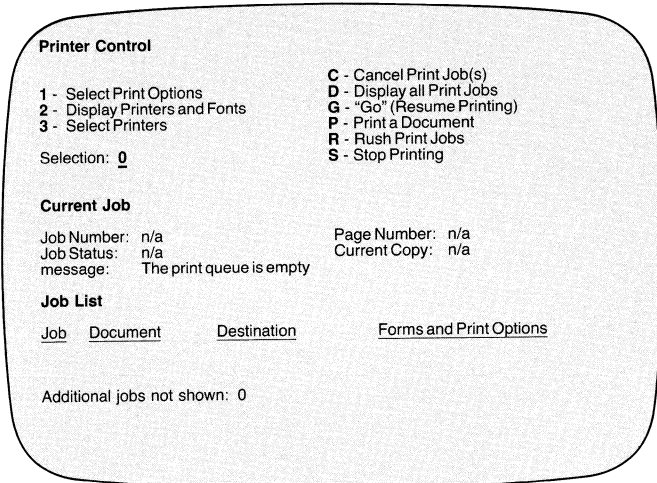 Printer Control
1 - Select Print Options
2 - Display Printers and Fonts
3 - Select Printers
Selection: 0
C - Cancel Print Job(s)
D - Display all Print Jobs
G - “Go” (Resume Printing)
P - Print a Document
R - Rush Print Jobs
S - Stop Printing
Current Job
Job Number: n/a
Job Status: n/a
message: The print queue is empty
Page Number: n/a
Current Copy: n/a
Job List
Job Document Destination Forms and Print Options
Additional jobs not shown: 0